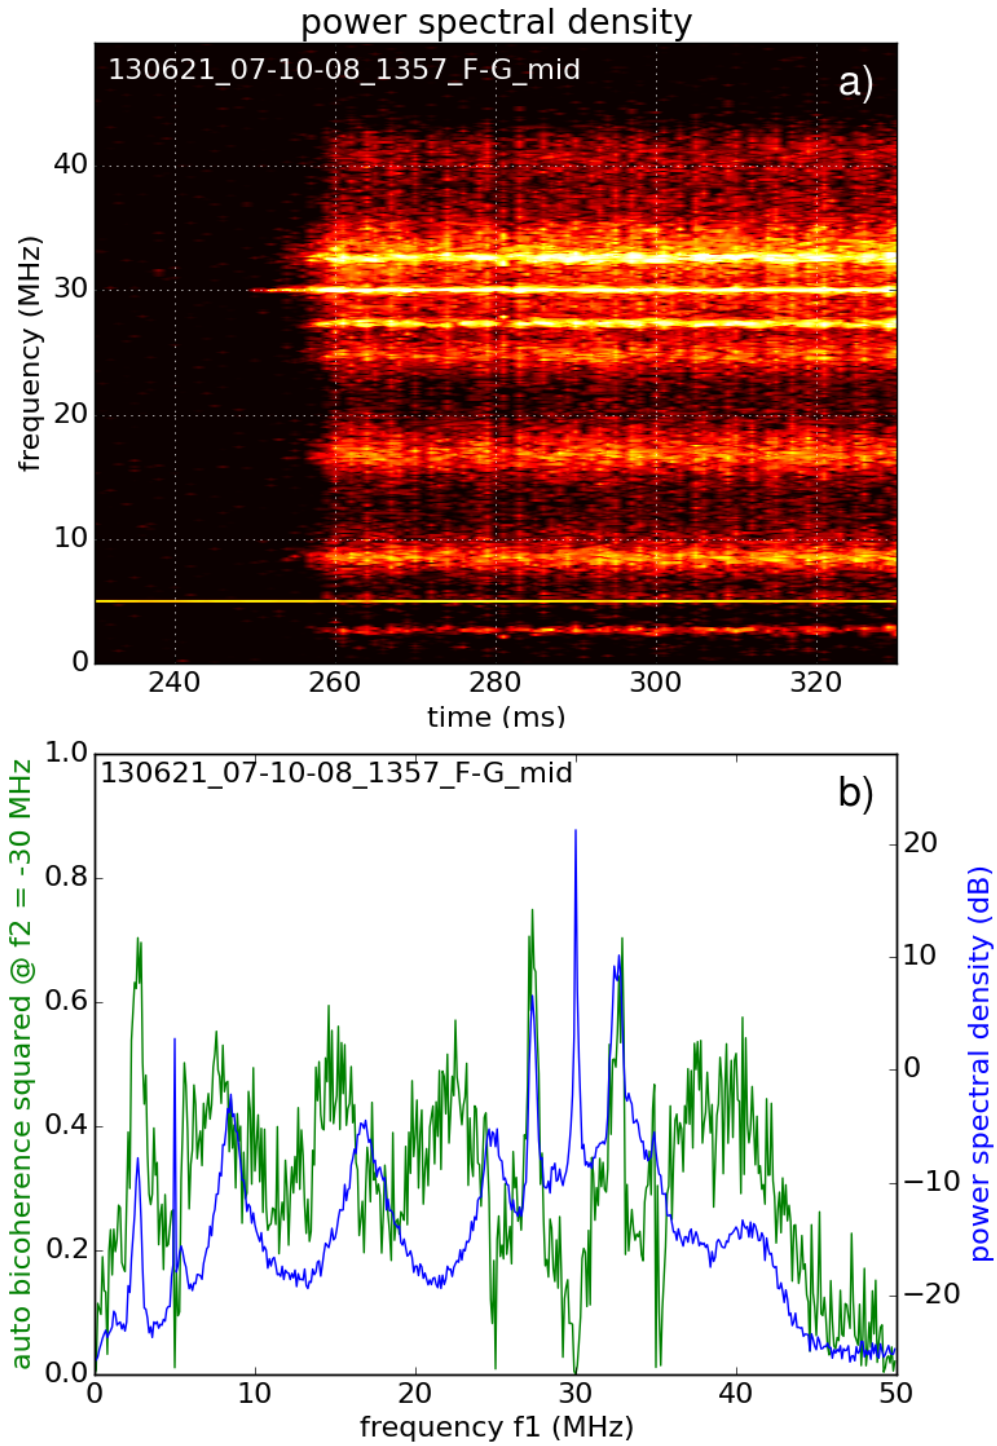 power spectral density
130621_07-10-08_1357_F-G_mid
a)
frequency (MHz)
40
30
20
10
0
240 260 280 300 320
time (ms)
130621_07-10-08_1357_F-G_mid
b)
auto bicoherence squared @ f2 = -30 MHz
1.0
0.8
0.6
0.4
0.2
0.0
20
10
0
−10
−20
power spectral density (dB)
0 10 20 30 40 50
frequency f1 (MHz)